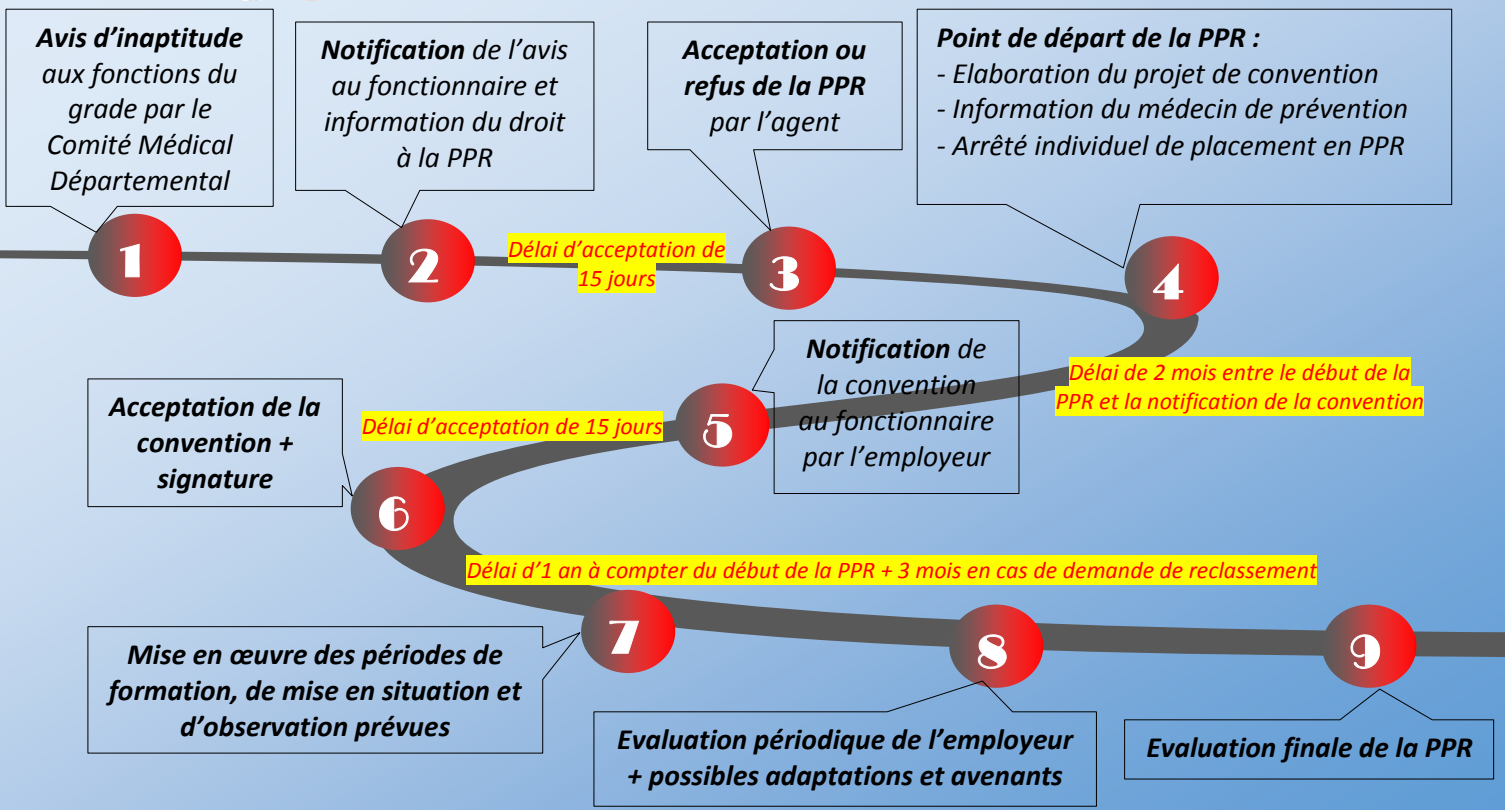 Avis d'inaptitude
aux fonctions du
grade par le
Comité Médical
Départemental
Notification de l'avis
au fonctionnaire et
information du droit
à la PPR
Acceptation ou
refus de la PPR
par l'agent
Point de départ de la PPR :
- Elaboration du projet de convention
- Information du médecin de prévention
- Arrêté individuel de placement en PPR
1
2
Délai d'acceptation de
15 jours
3
4
Délai de 2 mois entre le début de la
PPR et la notification de la convention
Notification de
la convention
au fonctionnaire
par l'employeur
5
Délai d'acceptation de 15 jours
Acceptation de la
convention +
signature
6
Délai d'1 an à compter du début de la PPR + 3 mois en cas de demande de reclassement
7
8
9
Mise en œuvre des périodes de
formation, de mise en situation et
d'observation prévues
Evaluation périodique de l'employeur
+ possibles adaptations et avenants
Evaluation finale de la PPR